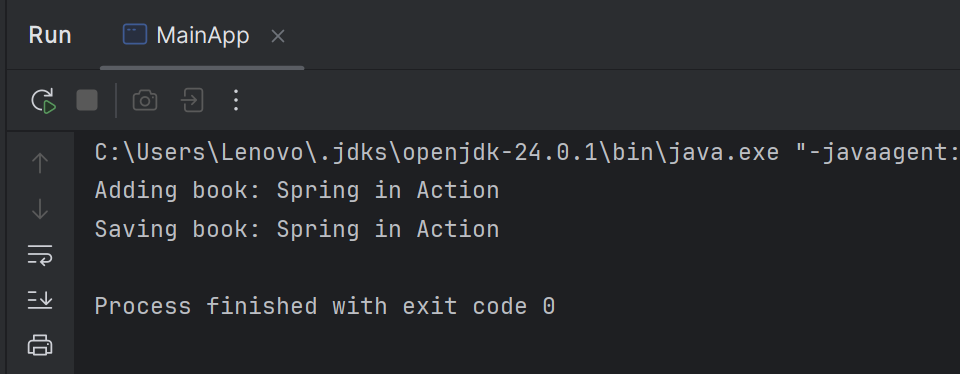 Run MainApp
C:\Users\Lenovo\.jdks\openjdk-24.0.1\bin\java.exe "-javaagent:
Adding book: Spring in Action
Saving book: Spring in Action
Process finished with exit code 0